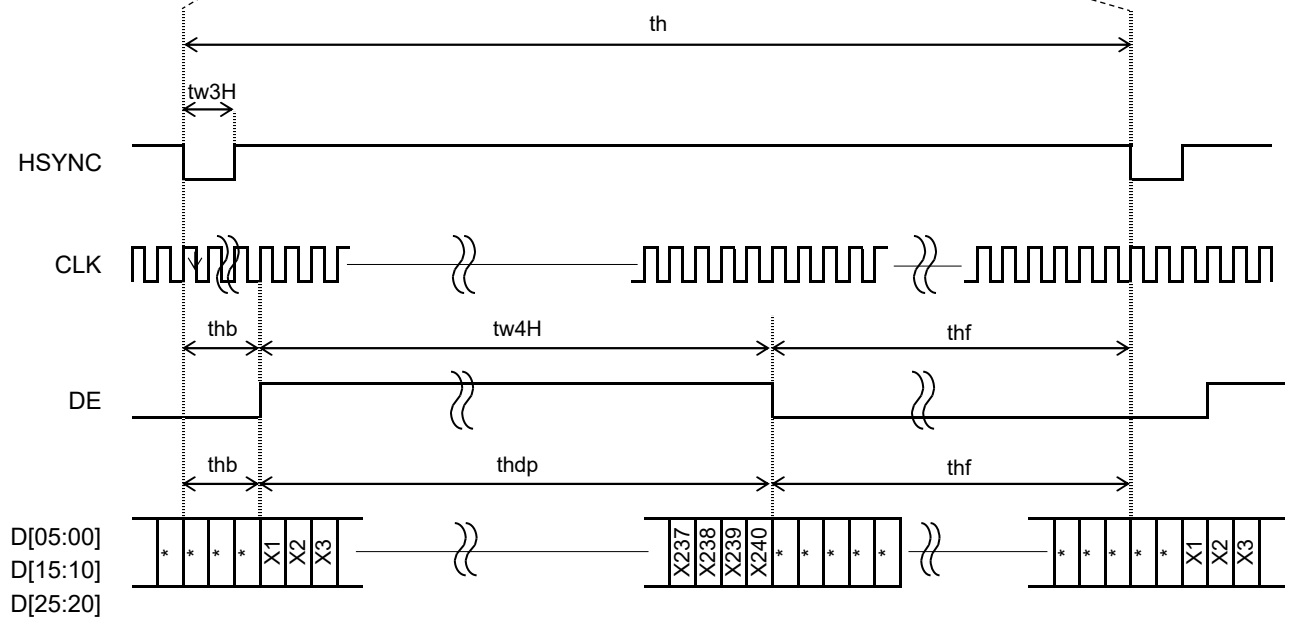 th
tw3H
HSYNC
CLK
thb tw4H thf
DE
thb thdp thf
D[05:00]
D[15:10]
D[25:20]
* * * * X1 X2 X3 X237 X238 X239 X240 * * * * * * * * * * X1 X2 X3